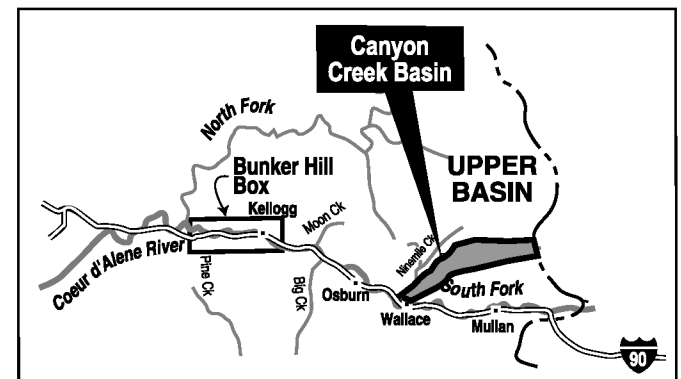 Canyon
Creek Basin
North Fork
UPPER
BASIN
Bunker Hill
Box
Kellogg
Moon Ck
Ninemile Ck
Coeur d'Alene River
Pine Ck
Big Ck
Osburn
South Fork
Wallace
Mullan
90